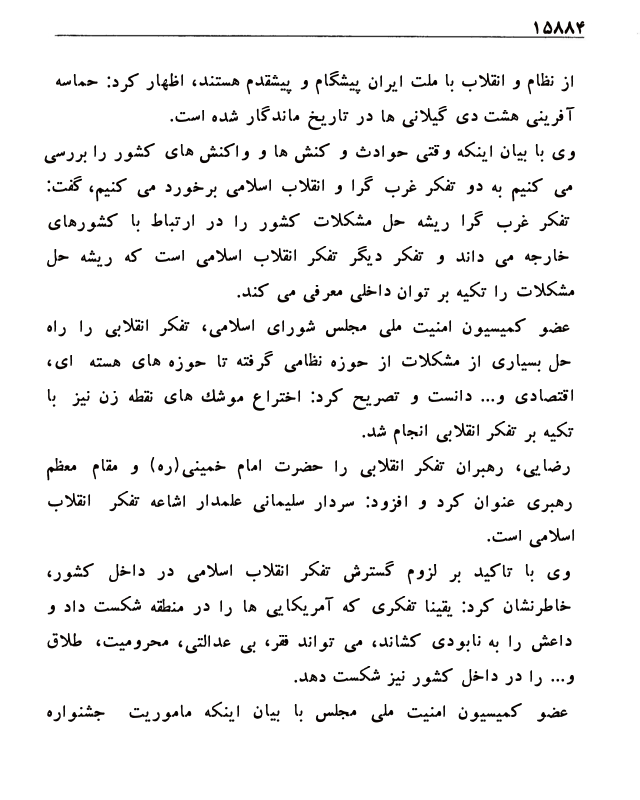 ۱۵۸۸۴
از نظام و انقلاب با ملت ایران پیشگام و پیشقدم هستند، اظهار کرد: حماسه
آفرینی هشت دی گیلانی ها در تاریخ ماندگار شده است.
وی با بیان اینکه وقتی حوادث و کنش ها و واکنش های کشور را بررسی
می کنیم به دو تفکر غرب گرا و انقلاب اسلامی برخورد می کنیم، گفت:
تفکر غرب گرا ریشه حل مشکلات کشور را در ارتباط با کشورهای
خارجه می داند و تفکر دیگر تفکر انقلاب اسلامی است که ریشه حل
مشکلات را تکیه بر توان داخلی معرفی می کند.
عضو کمیسیون امنیت ملی مجلس شورای اسلامی، تفکر انقلابی را راه
حل بسیاری از مشکلات از حوزه نظامی گرفته تا حوزه های هسته ای،
اقتصادی و... دانست و تصریح کرد: اختراع موشك های نقطه زن نیز با
تکیه بر تفکر انقلابی انجام شد.
رضایی، رهبران تفکر انقلابی را حضرت امام خمینی(ره) و مقام معظم
رهبری عنوان کرد و افزود: سردار سلیمانی علمدار اشاعه تفکر انقلاب
اسلامی است.
وی با تاکید بر لزوم گسترش تفکر انقلاب اسلامی در داخل کشور،
خاطرنشان کرد: یقینا تفکری که آمریکایی ها را در منطقه شکست داد و
داعش را به نابودی کشاند، می تواند فقر، بی عدالتی، محرومیت، طلاق
و... را در داخل کشور نیز شکست دهد.
عضو کمیسیون امنیت ملی مجلس با بیان اینکه ماموریت جشنواره